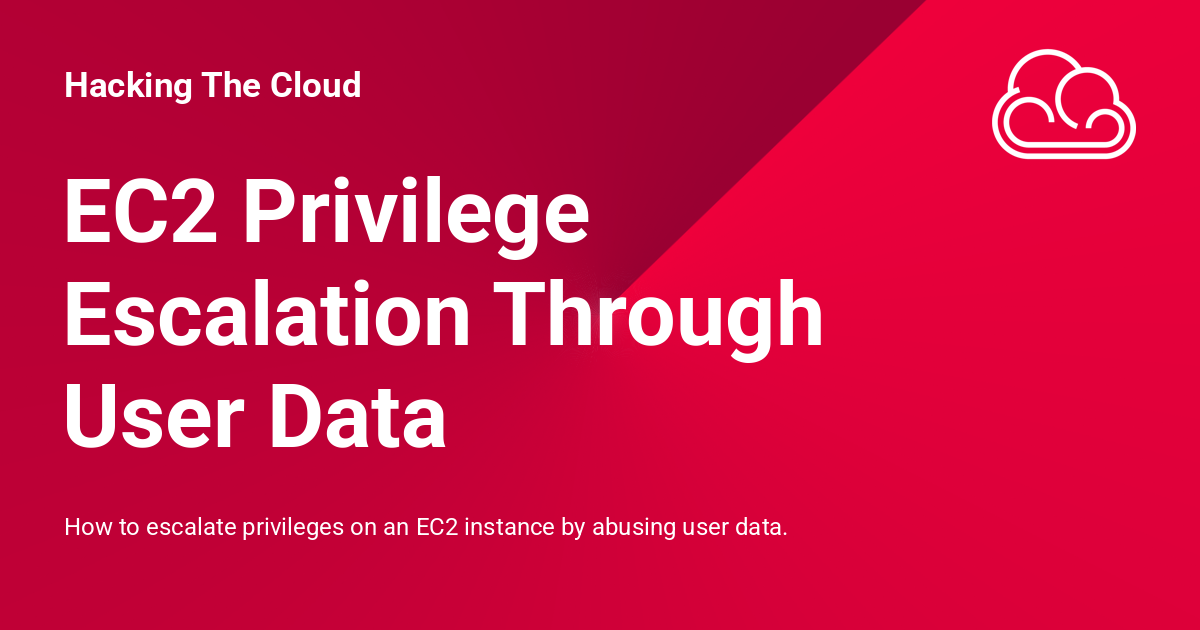 Hacking The Cloud
EC2 Privilege
Escalation Through
User Data
How to escalate privileges on an EC2 instance by abusing user data.